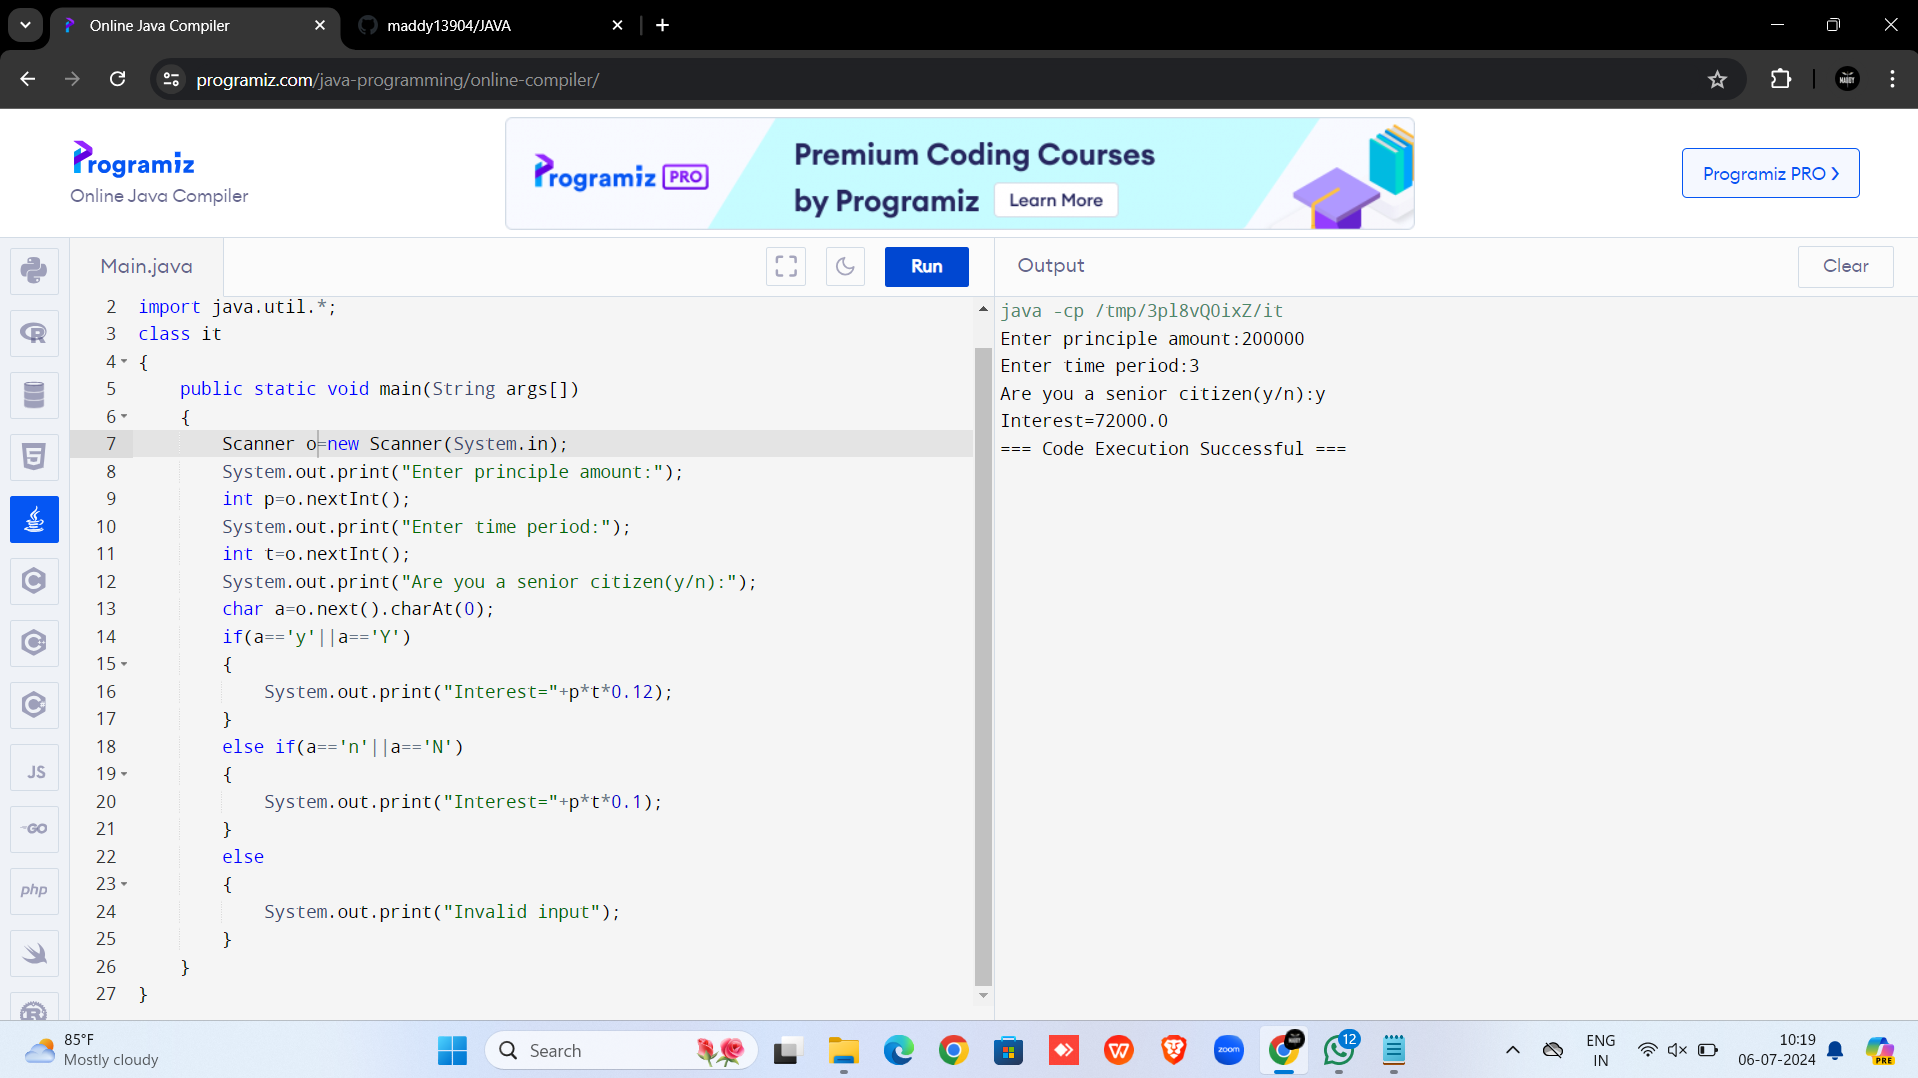 Online Java Compiler
maddy13904/JAVA
programiz.com/java-programming/online-compiler/
MADDY
Programiz
Online Java Compiler
Programiz PRO
Premium Coding Courses
by Programiz
Learn More
Programiz PRO
Main.java
Run
Output
Clear
2 import java.util.*;
3 class it
4 {
5 public static void main(String args[])
6 {
7 Scanner o=new Scanner(System.in);
8 System.out.print("Enter principle amount:");
9 int p=o.nextInt();
10 System.out.print("Enter time period:");
11 int t=o.nextInt();
12 System.out.print("Are you a senior citizen(y/n):");
13 char a=o.next().charAt(0);
14 if(a=='y'||a=='Y')
15 {
16 System.out.print("Interest="+p*t*0.12);
17 }
18 else if(a=='n'||a=='N')
19 {
20 System.out.print("Interest="+p*t*0.1);
21 }
22 else
23 {
24 System.out.print("Invalid input");
25 }
26 }
27 }
java -cp /tmp/3pl8vQOixZ/it
Enter principle amount:200000
Enter time period:3
Are you a senior citizen(y/n):y
Interest=72000.0
=== Code Execution Successful ===
JS
GO
php
85°F
Mostly cloudy
Search
zoom
12
ENG
IN
10:19
06-07-2024
PRE